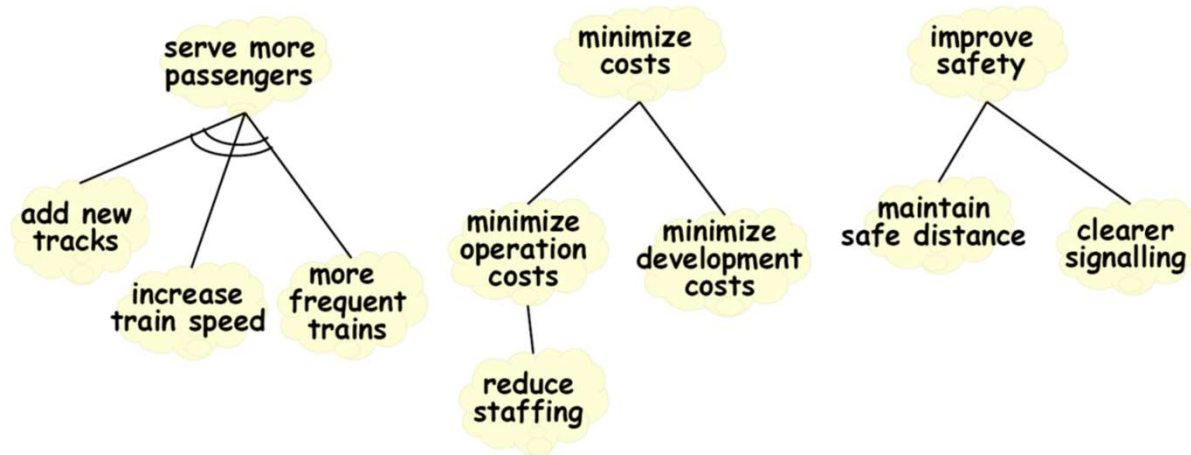 serve more
passengers
minimize
costs
improve
safety
add new
tracks
increase
train speed
more
frequent
trains
minimize
operation
costs
minimize
development
costs
maintain
safe distance
clearer
signalling
reduce
staffing